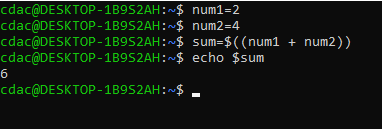 cdac@DESKTOP-1B9S2AH:~$ num1=2
cdac@DESKTOP-1B9S2AH:~$ num2=4
cdac@DESKTOP-1B9S2AH:~$ sum=$((num1 + num2))
cdac@DESKTOP-1B9S2AH:~$ echo $sum
6
cdac@DESKTOP-1B9S2AH:~$